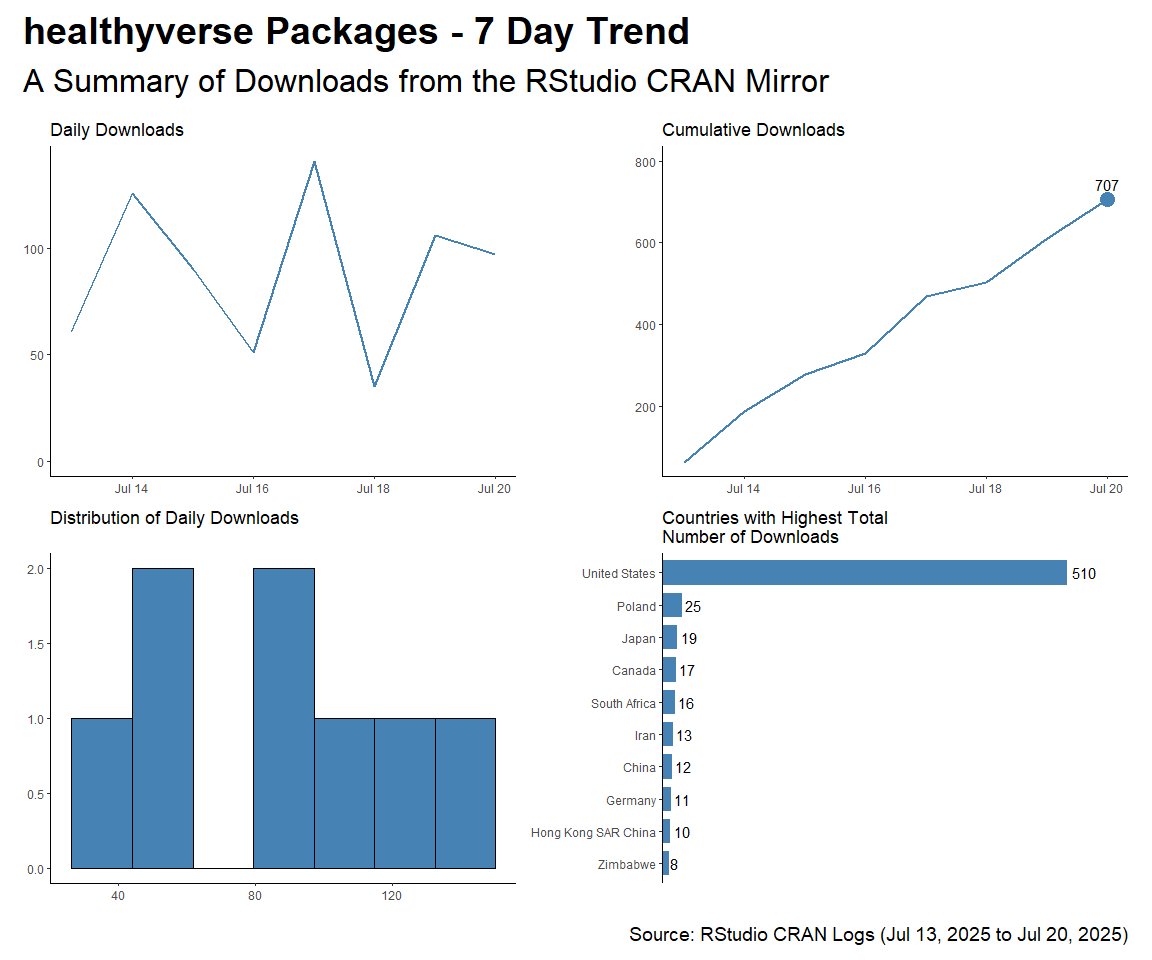 healthyverse Packages - 7 Day Trend
A Summary of Downloads from the RStudio CRAN Mirror
Daily Downloads
100
50
0
Jul 14 Jul 16 Jul 18 Jul 20
Cumulative Downloads
800
600
400
200
707
Jul 14 Jul 16 Jul 18 Jul 20
Distribution of Daily Downloads
2.0
1.5
1.0
0.5
0.0
40 80 120
Countries with Highest Total
Number of Downloads
United States 510
Poland 25
Japan 19
Canada 17
South Africa 16
Iran 13
China 12
Germany 11
Hong Kong SAR China 10
Zimbabwe 8
Source: RStudio CRAN Logs (Jul 13, 2025 to Jul 20, 2025)